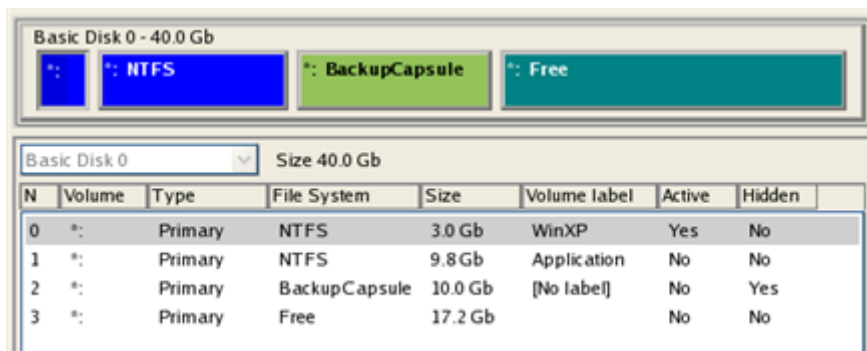 Basic Disk 0 - 40.0 Gb
*: *: NTFS *: BackupCapsule *: Free
Basic Disk 0 Size 40.0 Gb
N Volume Type File System Size Volume label Active Hidden
0 *: Primary NTFS 3.0 Gb WinXP Yes No
1 *: Primary NTFS 9.8 Gb Application No No
2 *: Primary BackupCapsule 10.0 Gb [No label] No Yes
3 *: Primary Free 17.2 Gb No No